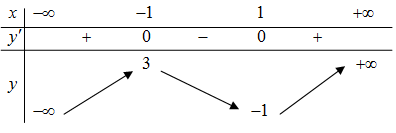 x −∞ −1 1 +∞
y′ + 0 − 0 +
3 +∞
y
−∞ −1